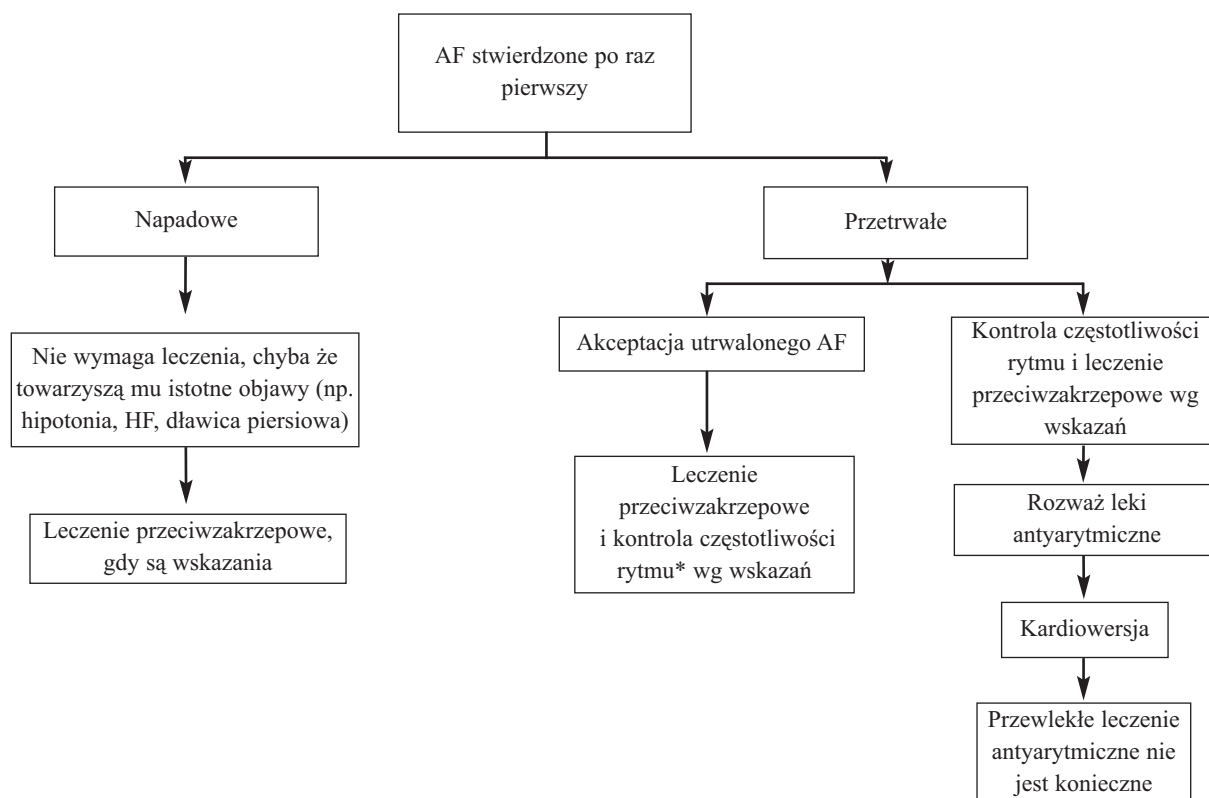 AF stwierdzone po raz
pierwszy
Napadowe
Przetrwałe
Nie wymaga leczenia, chyba że
towarzyszą mu istotne objawy (np.
hipotonia, HF, dławica piersiowa)
Leczenie przeciwzakrzepowe,
gdy są wskazania
Akceptacja utrwalonego AF
Leczenie
przeciwzakrzepowe
i kontrola częstotliwości
rytmu* wg wskazań
Kontrola częstotliwości
rytmu i leczenie
przeciwzakrzepowe wg
wskazań
Rozważ leki
antyarytmiczne
Kardiowersja
Przewlekłe leczenie
antyarytmiczne nie
jest konieczne